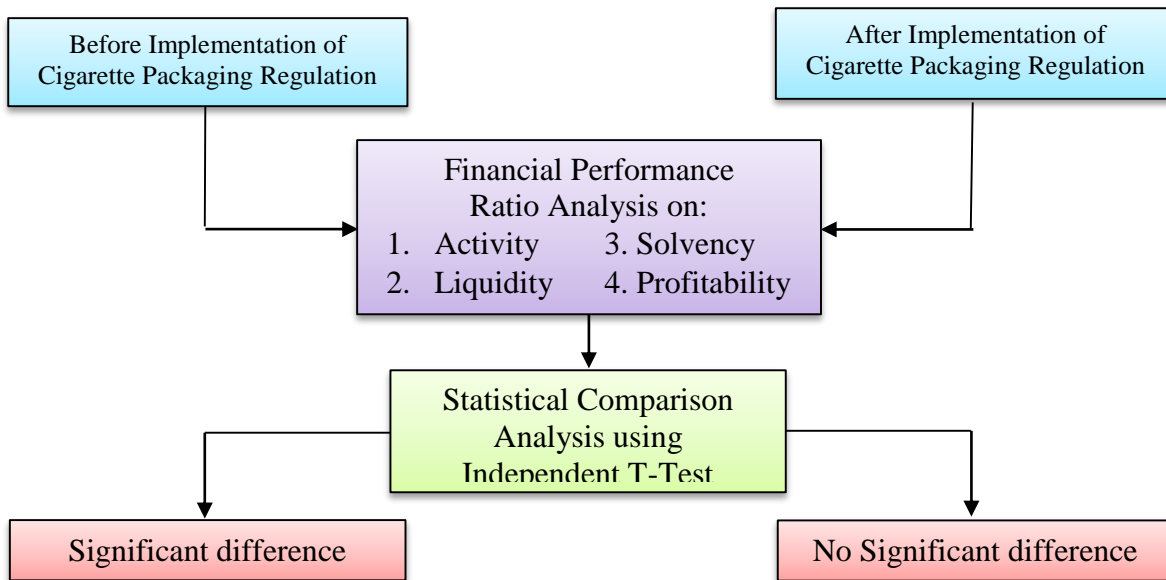 Before Implementation of
Cigarette Packaging Regulation
After Implementation of
Cigarette Packaging Regulation
Financial Performance
Ratio Analysis on:
1. Activity 3. Solvency
2. Liquidity 4. Profitability
Statistical Comparison
Analysis using
Independent T-Test
Significant difference
No Significant difference